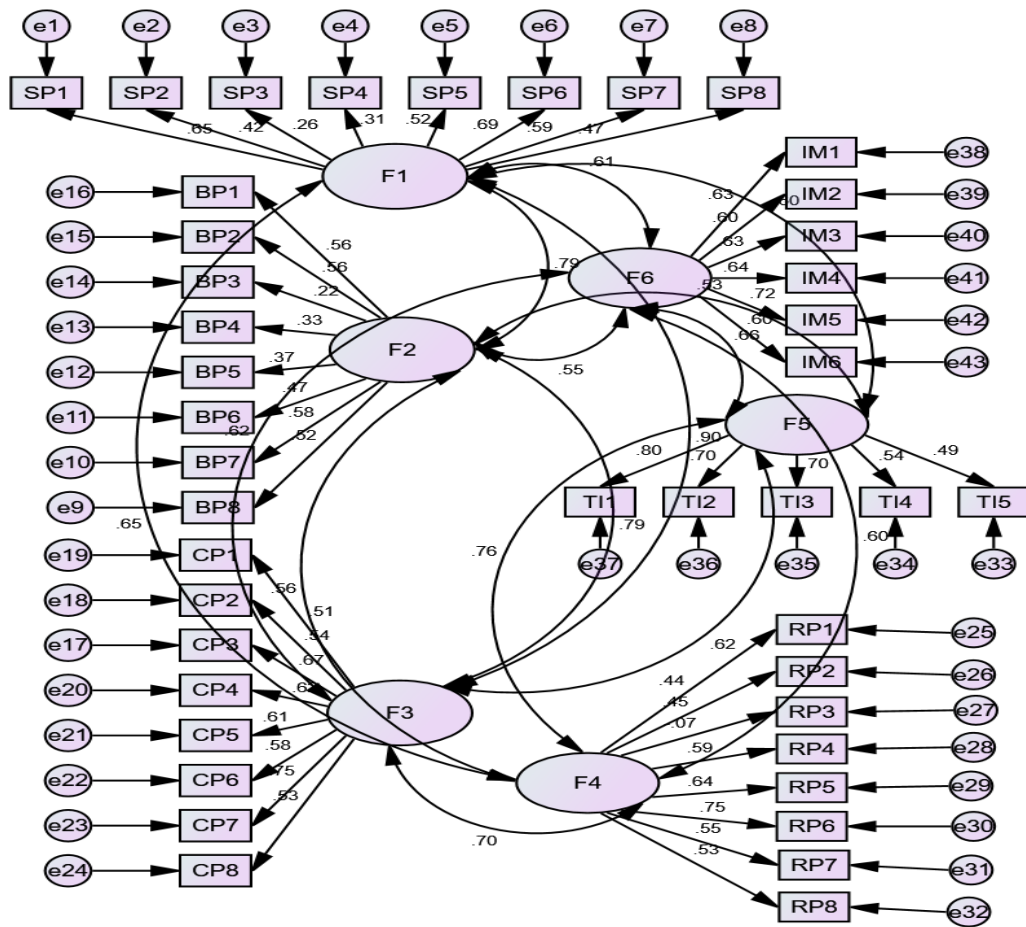 e1 e2 e3 e4 e5 e6 e7 e8
SP1 SP2 SP3 SP4 SP5 SP6 SP7 SP8
.65 .42 .26 .31 .52 .69 .59 .47
F1
.61
e16 BP1
e15 BP2
e14 BP3
e13 BP4
e12 BP5
e11 BP6
e10 BP7
e9 BP8
.56
.56
.22
.33
.37
.47
.58
.52
F2
.79
.62
.55
.53
.60
F6
.63
.60
.63
.64
.72
.66
IM1 e38
IM2 e39
IM3 e40
IM4 e41
IM5 e42
IM6 e43
F5
.80 .90 .70 .70 .54 .49
TI1 TI2 TI3 TI4 TI5
e37 e36 e35 e34 e33
.60
.65
.79
.76
e19 CP1
e18 CP2
e17 CP3
e20 CP4
e21 CP5
e22 CP6
e23 CP7
e24 CP8
.56
.51
.54
.67
.61
.58
.75
.53
F3
.70
F4
.62
.44
.45
.07
.59
.64
.75
.55
.53
RP1 e25
RP2 e26
RP3 e27
RP4 e28
RP5 e29
RP6 e30
RP7 e31
RP8 e32